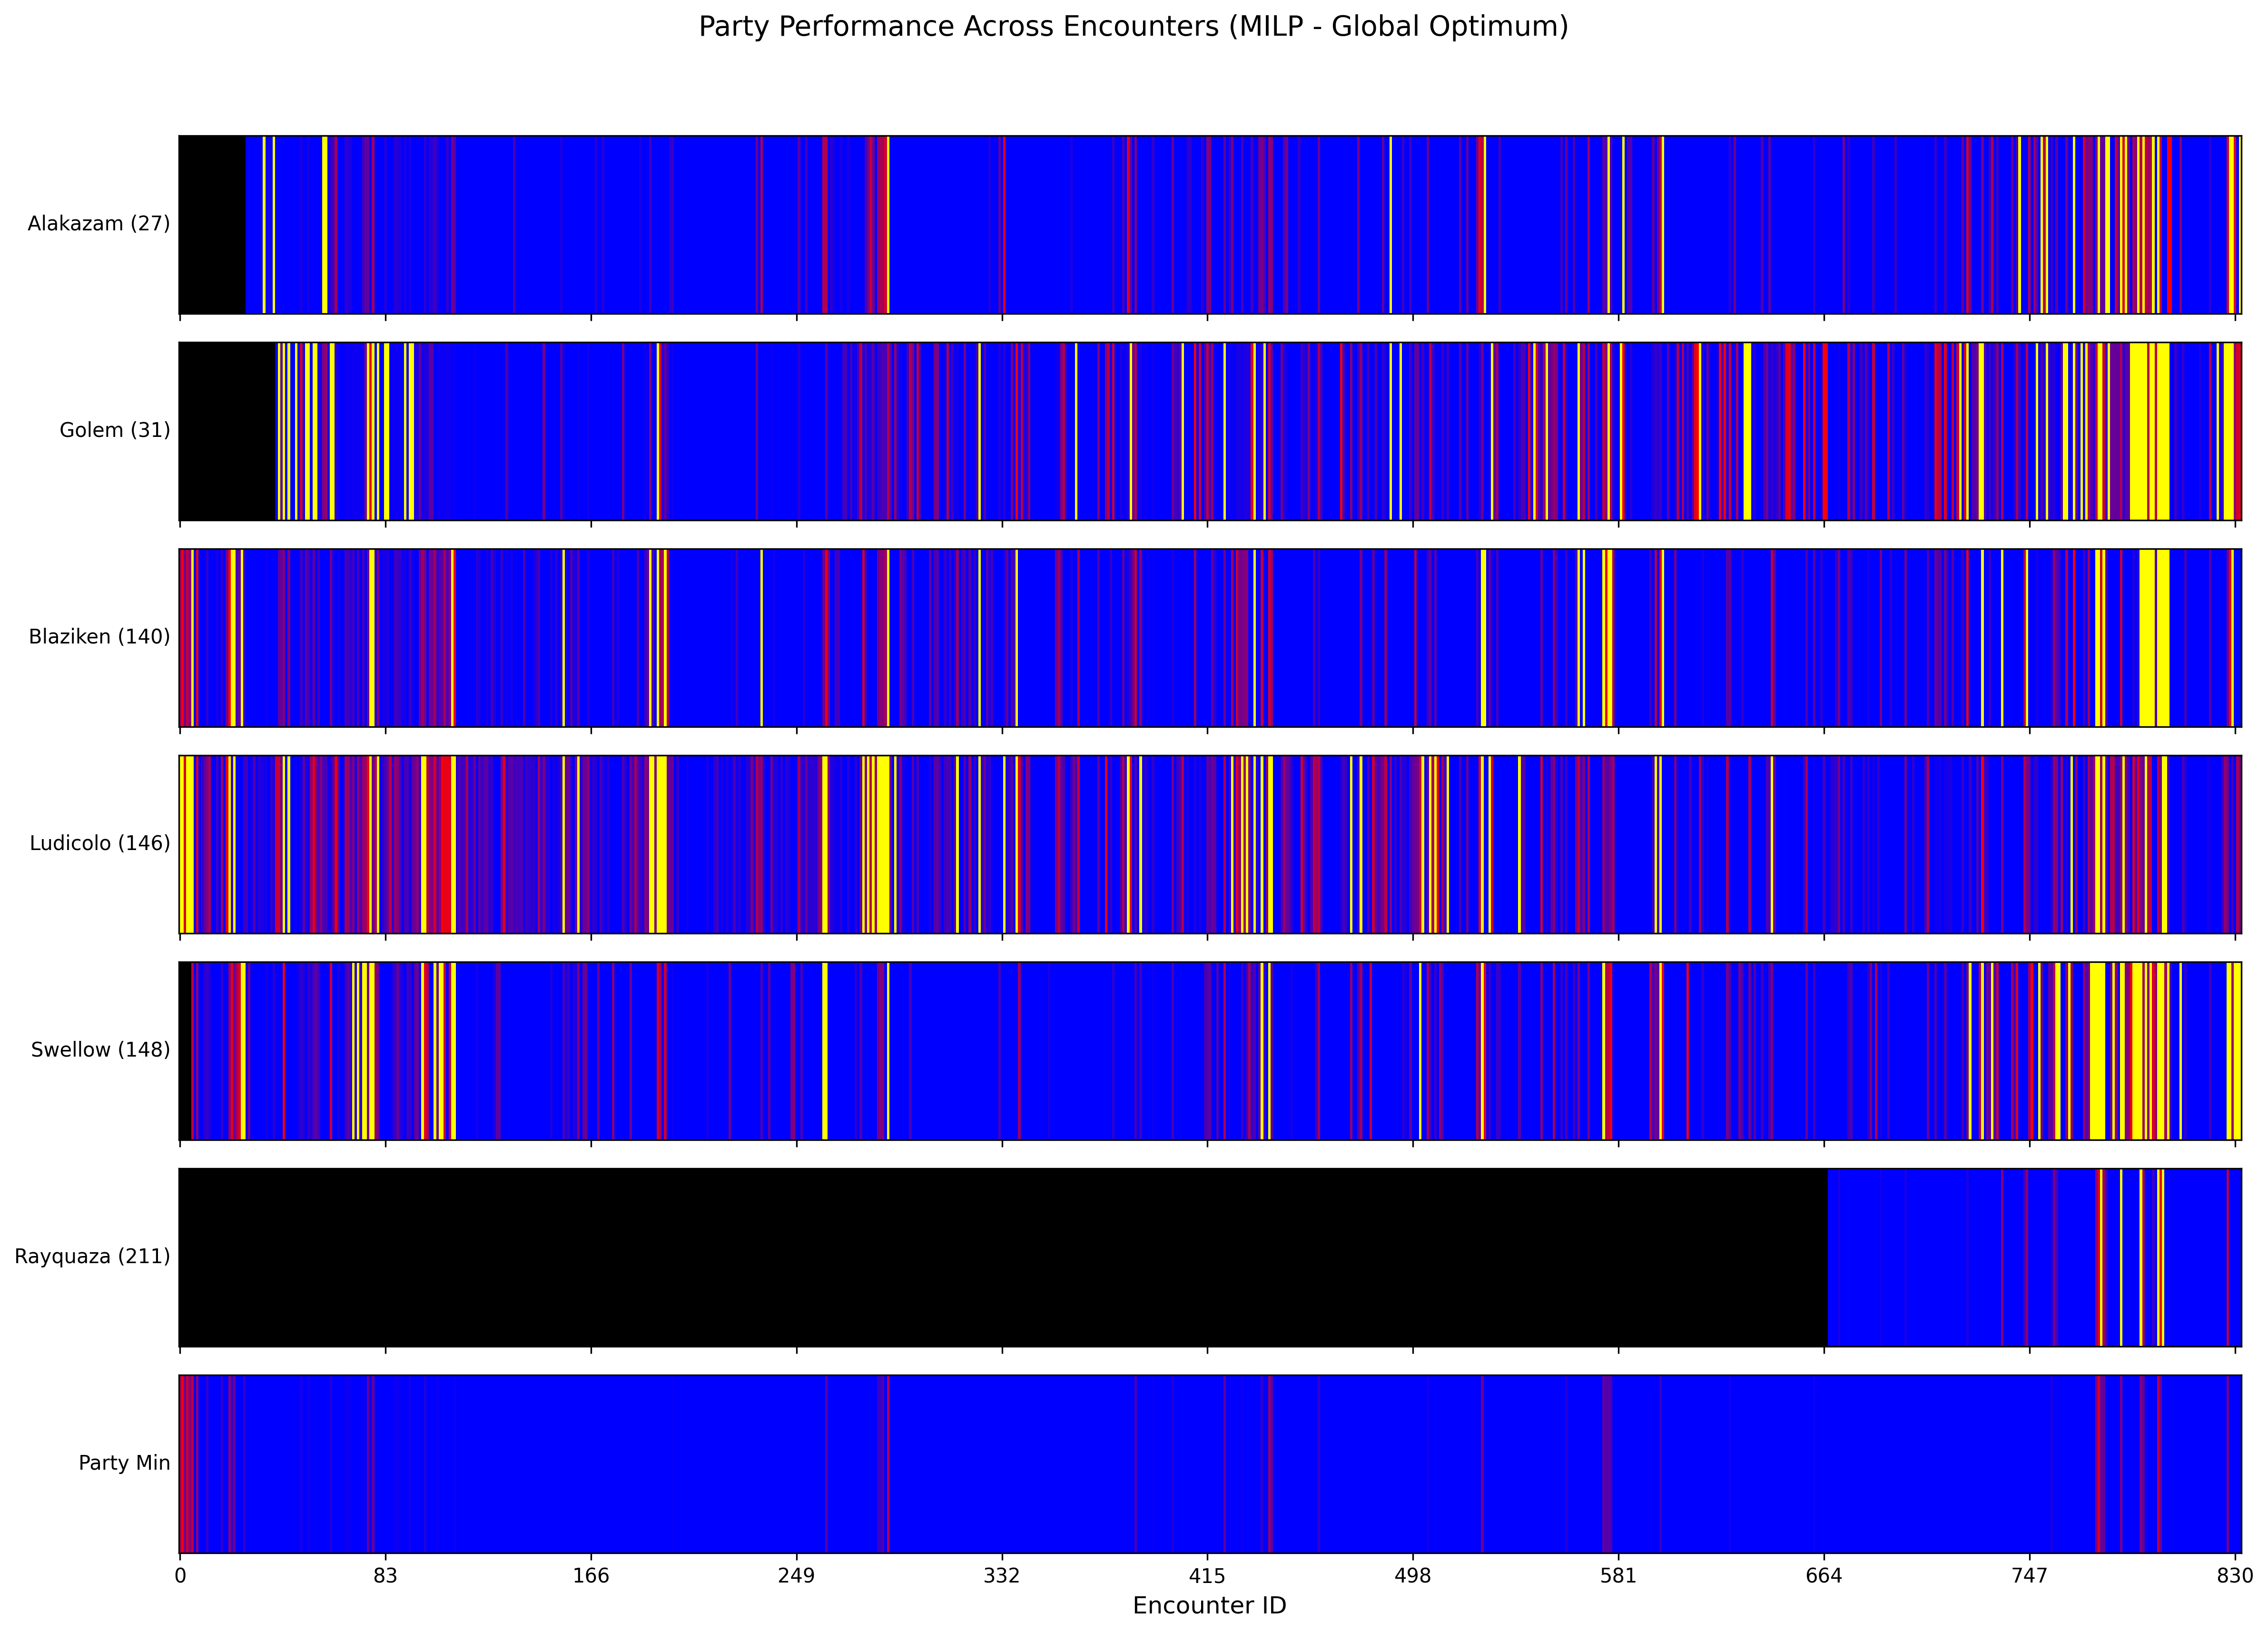 Party Performance Across Encounters (MILP - Global Optimum)
Alakazam (27)
Golem (31)
Blaziken (140)
Ludicolo (146)
Swellow (148)
Rayquaza (211)
Party Min
0 83 166 249 332 415 498 581 664 747 830
Encounter ID